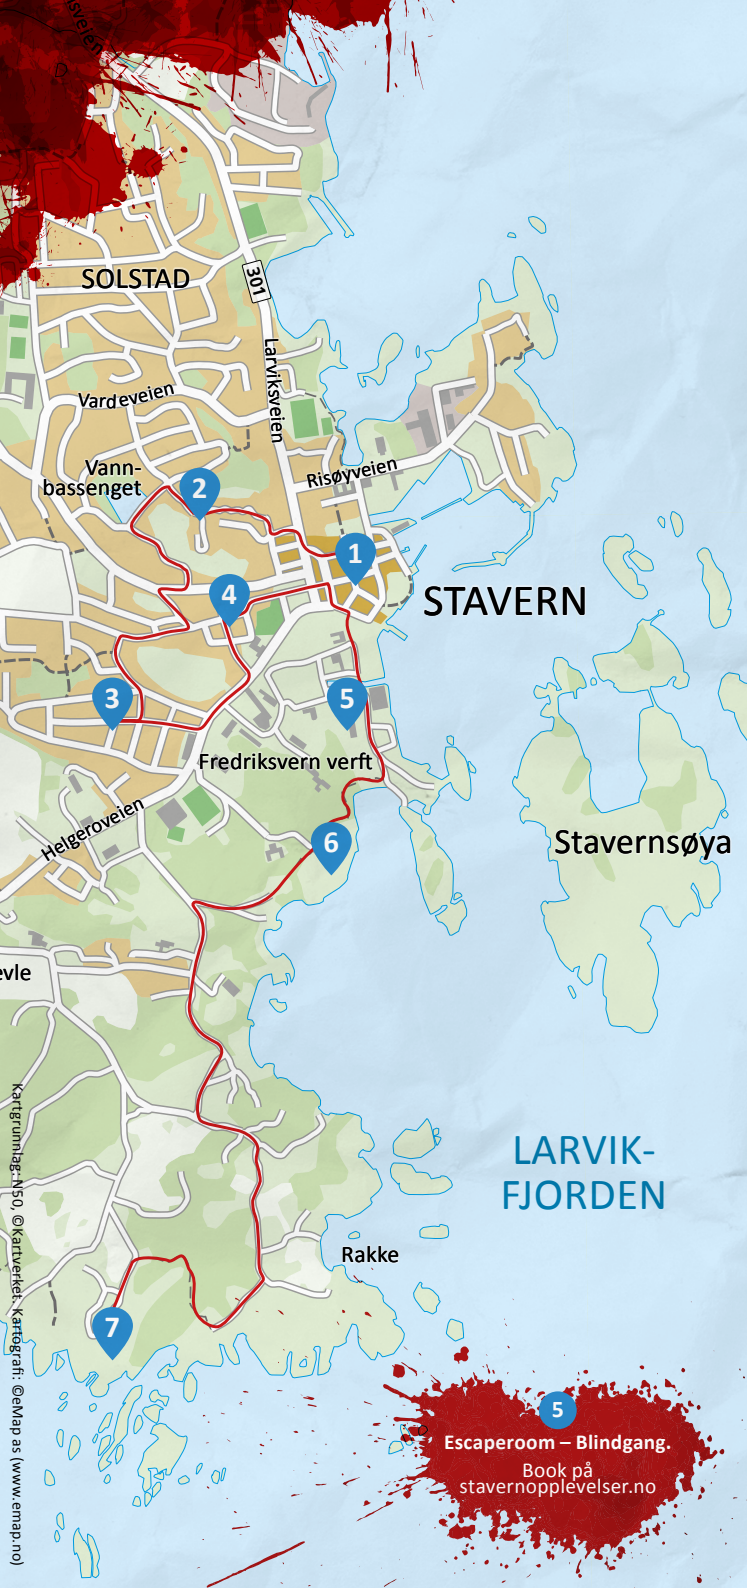 SOLSTAD
301
Larviksveien
Vardeveien
Vann-
bassenget
2
Risøyveien
1
4
STAVERN
3
5
Fredriksvern verft
Helgeroveien
6
Stavernsøya
LARVIK-
FJORDEN
Rakke
7
Kartgrunnlag: N50, ©Kartverket. Kartografi: ©eMap as (www.emap.no)
5
Escaperoom – Blindgang.
Book på
stavernopplevelser.no